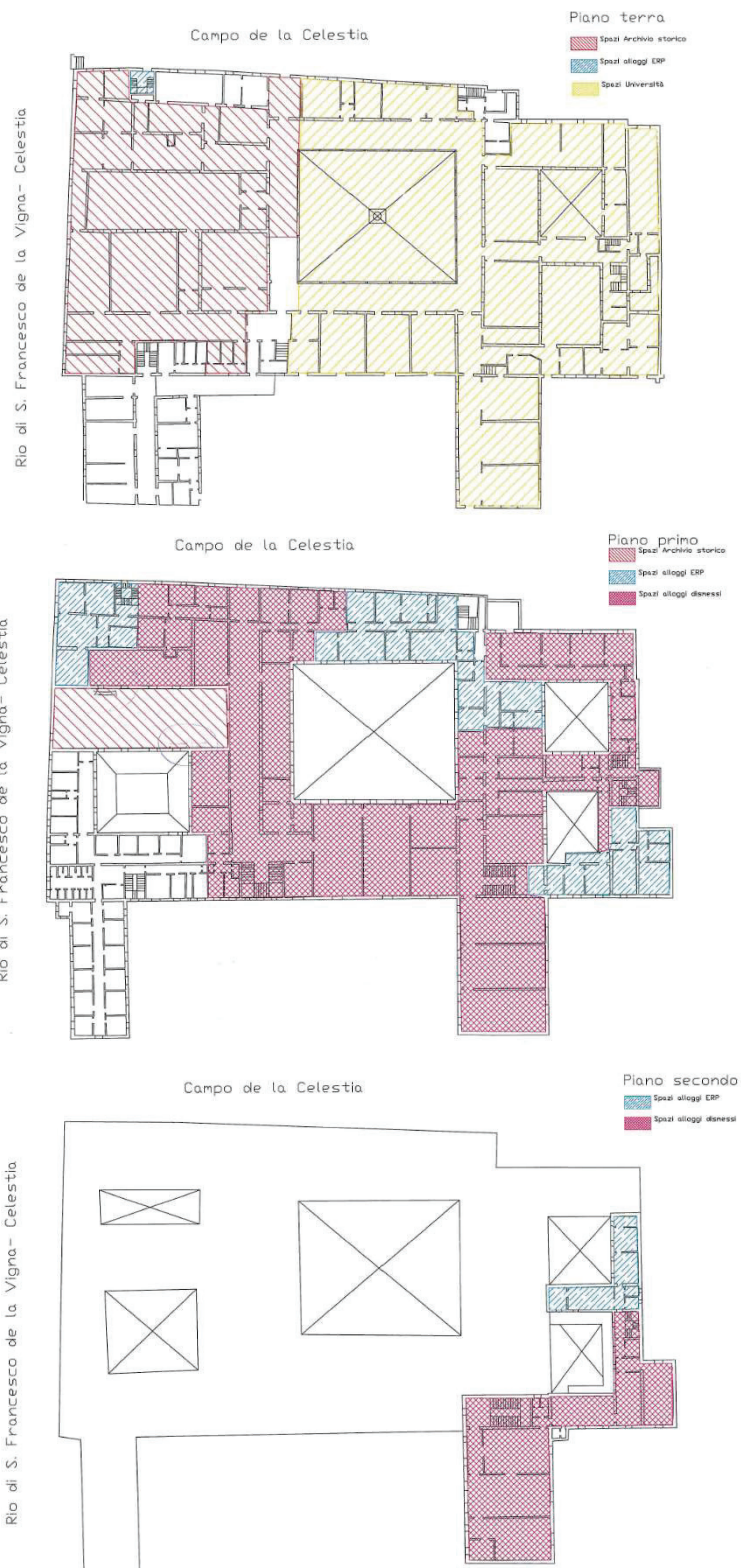 Campo de la Celestia
Piano terra
Spazi Archivio storico
Spazi alloggi ERP
Spazi Università
Rio di S. Francesco de la Vigna- Celestia
Campo de la Celestia
Piano primo
Spazi Archivio storico
Spazi alloggi ERP
Spazi alloggi dismessi
Rio di S. Francesco de la Vigna- Celestia
Campo de la Celestia
Piano secondo
Spazi alloggi ERP
Spazi alloggi dismessi
Rio di S. Francesco de la Vigna- Celestia